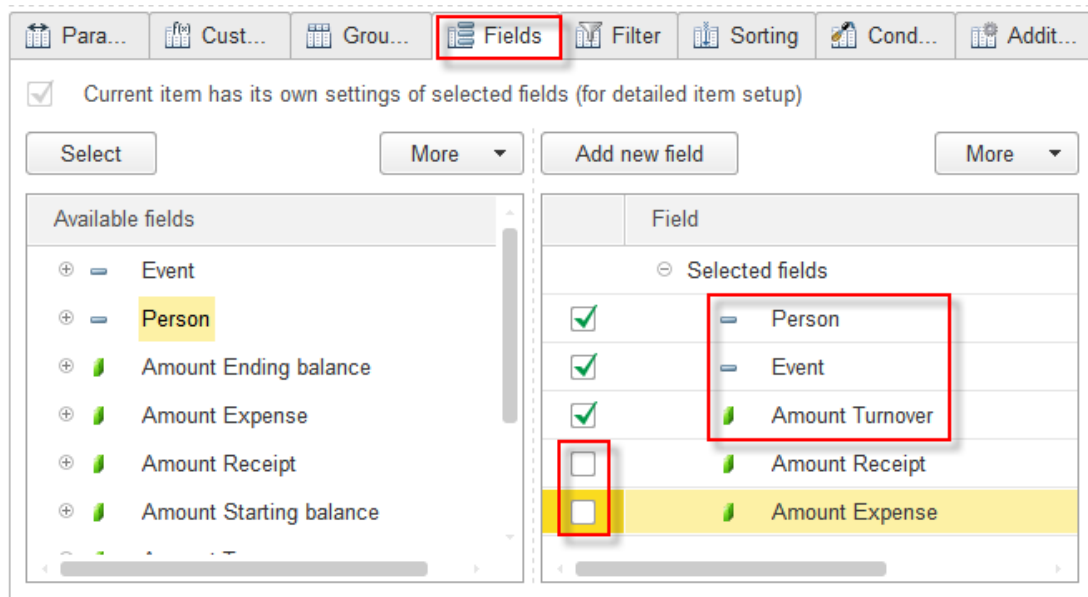 Para... Cust... Grou... Fields Filter Sorting Cond... Addit...
Current item has its own settings of selected fields (for detailed item setup)
Select More Add new field More
Available fields Field
Event Selected fields
Person Person
Amount Ending balance Event
Amount Expense Amount Turnover
Amount Receipt Amount Receipt
Amount Starting balance Amount Expense